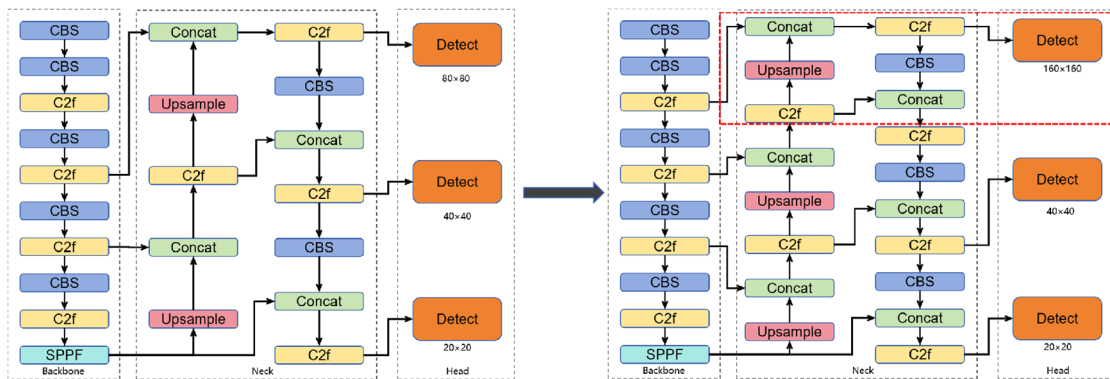 CBS
CBS
C2f
CBS
C2f
CBS
C2f
CBS
C2f
SPPF
Backbone
Concat
Upsample
C2f
Concat
Upsample
C2f
CBS
Concat
C2f
CBS
Concat
C2f
Neck
Detect
80×80
Detect
40×40
Detect
20×20
Head
CBS
CBS
C2f
CBS
C2f
CBS
C2f
CBS
C2f
SPPF
Backbone
Concat
Upsample
C2f
Concat
Upsample
C2f
Concat
Upsample
C2f
CBS
Concat
C2f
CBS
Concat
C2f
CBS
Concat
C2f
Neck
Detect
160×160
Detect
40×40
Detect
20×20
Head